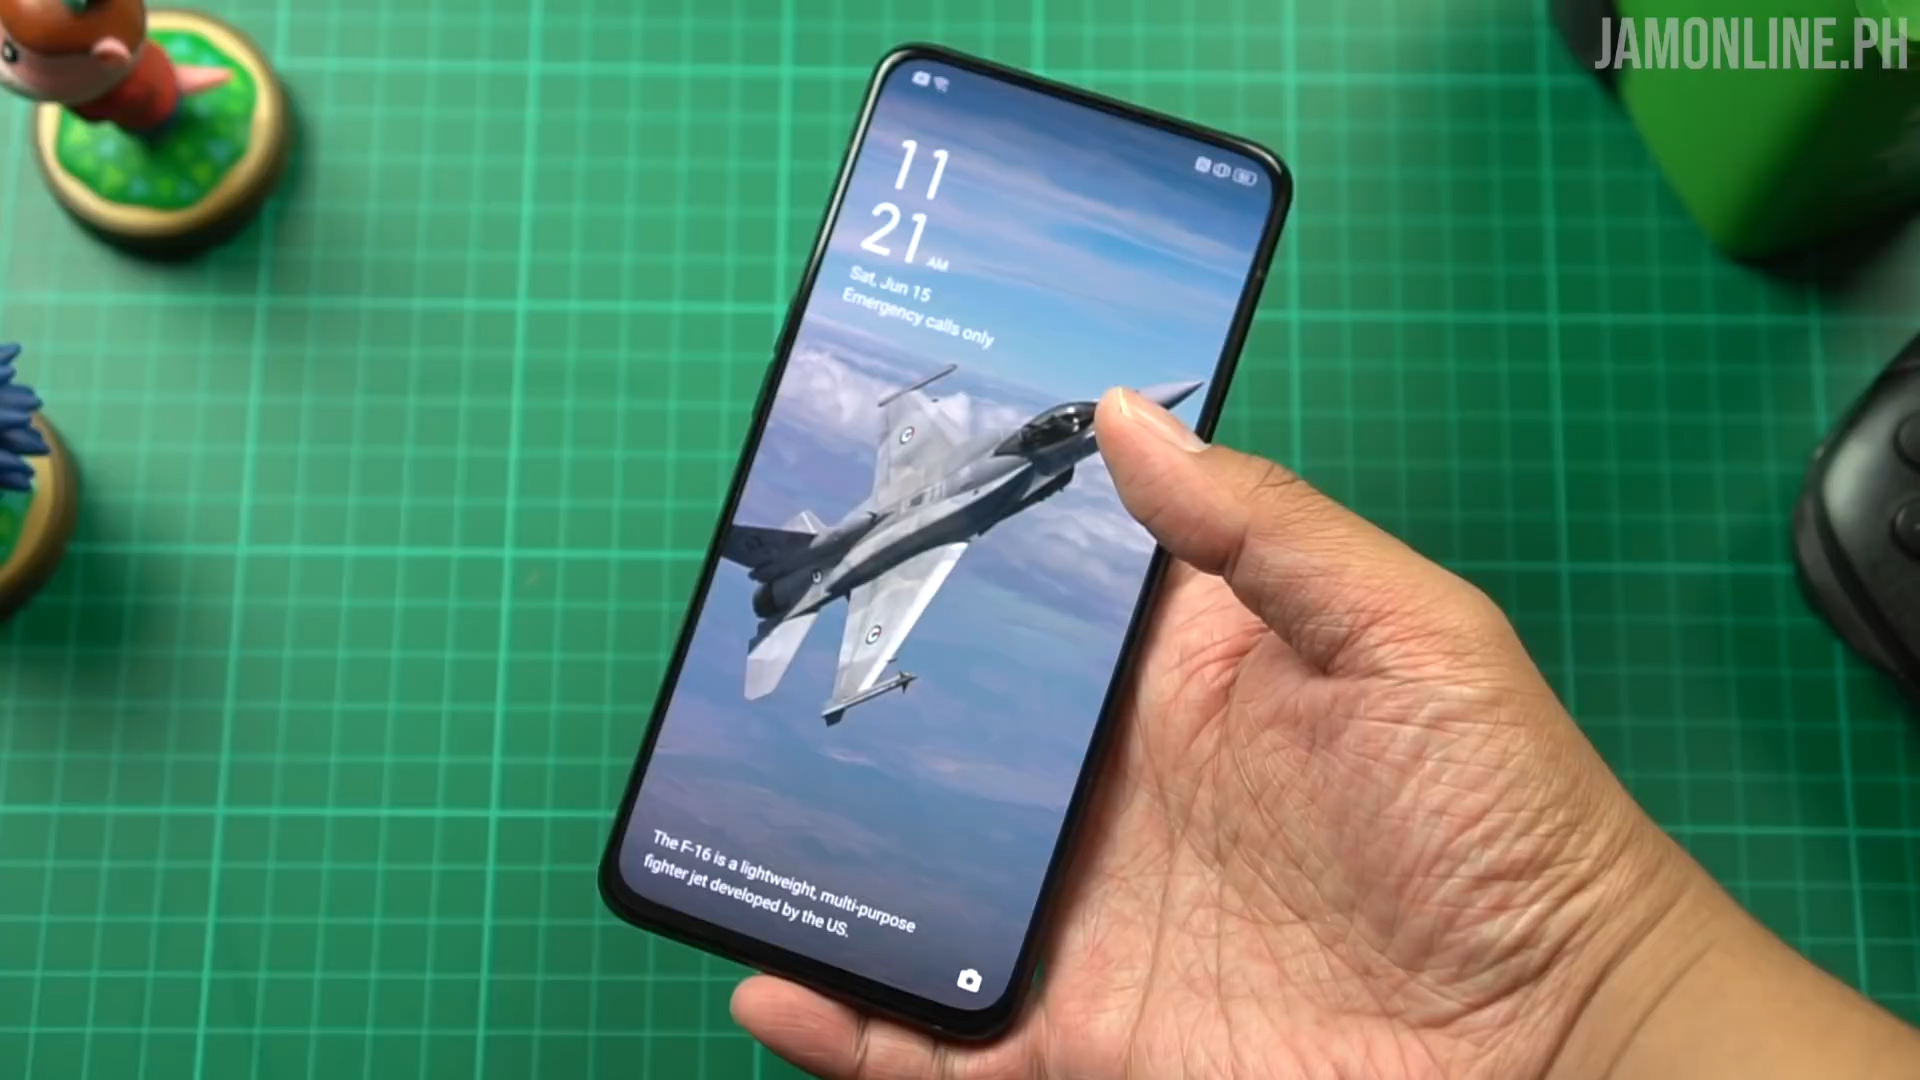 JAMONLINE.PH
11
21 AM
Sat, Jun 15
Emergency calls only
The F-16 is a lightweight, multi-purpose
fighter jet developed by the US.